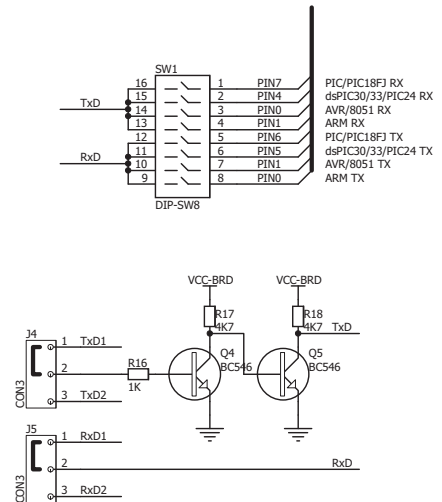 SW1
16 1 PIN7 PIC/PIC18FJ RX
15 2 PIN4 dsPIC30/33/PIC24 RX
TxD 14 3 PIN0 AVR/8051 RX
13 4 PIN1 ARM RX
12 5 PIN6 PIC/PIC18FJ TX
11 6 PIN5 dsPIC30/33/PIC24 TX
RxD 10 7 PIN1 AVR/8051 TX
9 8 PIN0 ARM TX
DIP-SW8
VCC-BRD VCC-BRD
R17 R18
4K7 4K7 TxD
J4
1 TxD1
Q4 Q5
2 R16 BC546 BC546
1K
CON3
3 TxD2
J5
1 RxD1
2 RxD
CON3
3 RxD2